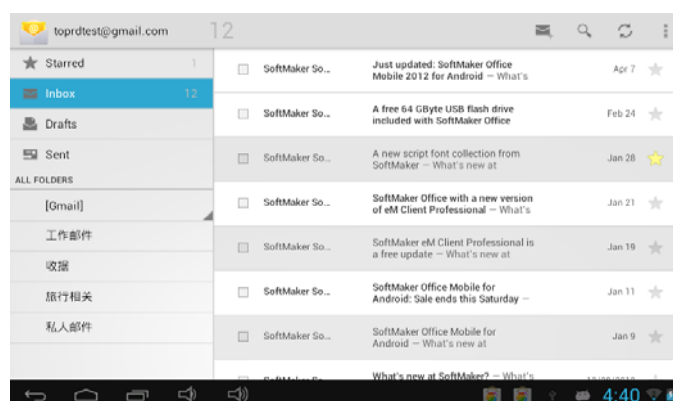 toprdtest@gmail.com
12
Starred 1
Inbox 12
Drafts
Sent
ALL FOLDERS
[Gmail]
工作邮件
收据
旅行相关
私人邮件
SoftMaker So... Just updated: SoftMaker Office Apr 7
Mobile 2012 for Android – What's
SoftMaker So... A free 64 GByte USB flash drive Feb 24
included with SoftMaker Office
SoftMaker So... A new script font collection from Jan 28
SoftMaker – What's new at
SoftMaker So... SoftMaker Office with a new version Jan 21
of eM Client Professional – What's
SoftMaker So... SoftMaker eM Client Professional is Jan 19
a free update – What's new at
SoftMaker So... SoftMaker Office Mobile for Jan 11
Android: Sale ends this Saturday –
SoftMaker So... SoftMaker Office Mobile for Jan 9
Android – What's new at
What's new at SoftMaker? – What's
4:40